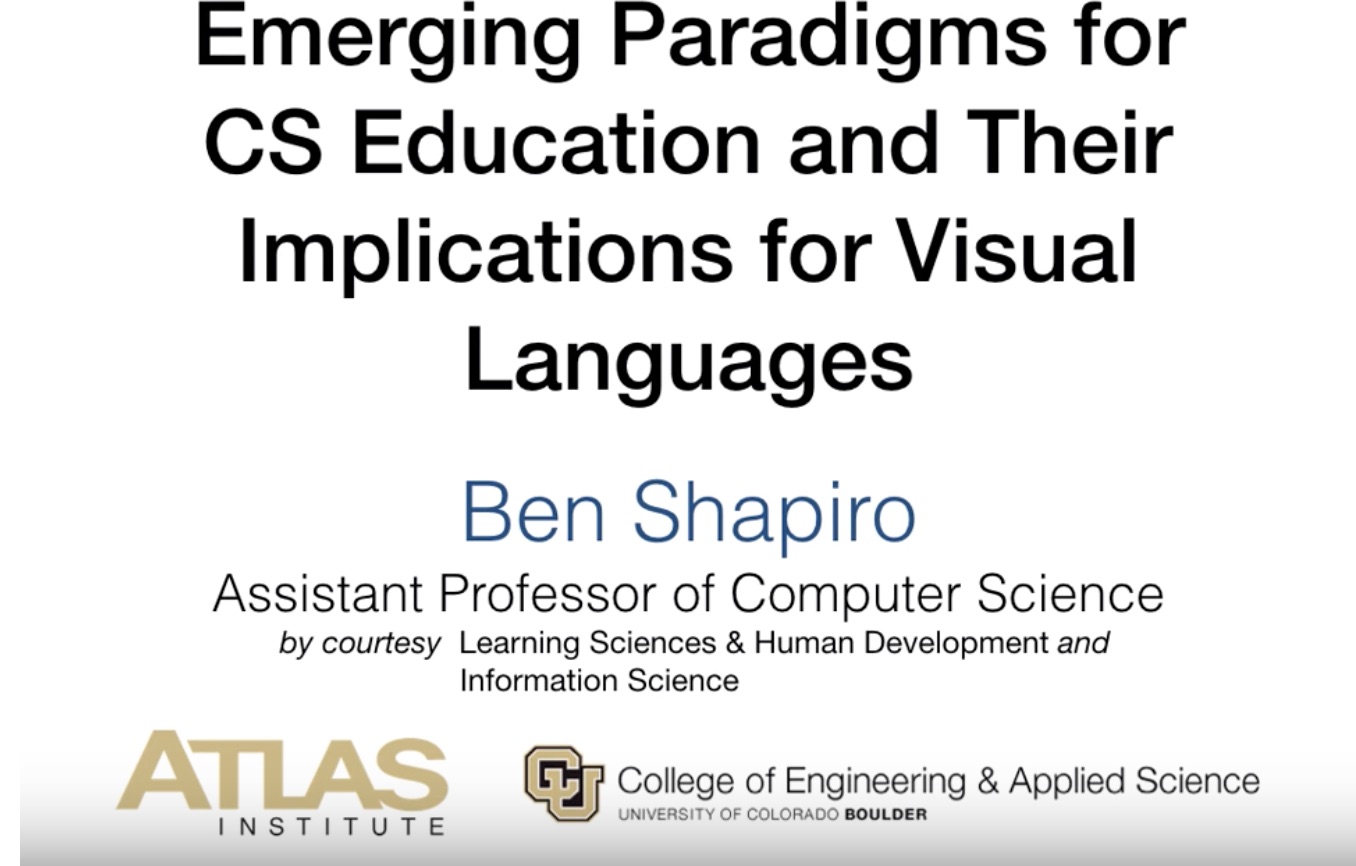 Emerging Paradigms for
CS Education and Their
Implications for Visual
Languages
Ben Shapiro
Assistant Professor of Computer Science
by courtesy Learning Sciences & Human Development and
Information Science
ATLAS
INSTITUTE
CU
College of Engineering & Applied Science
UNIVERSITY OF COLORADO BOULDER